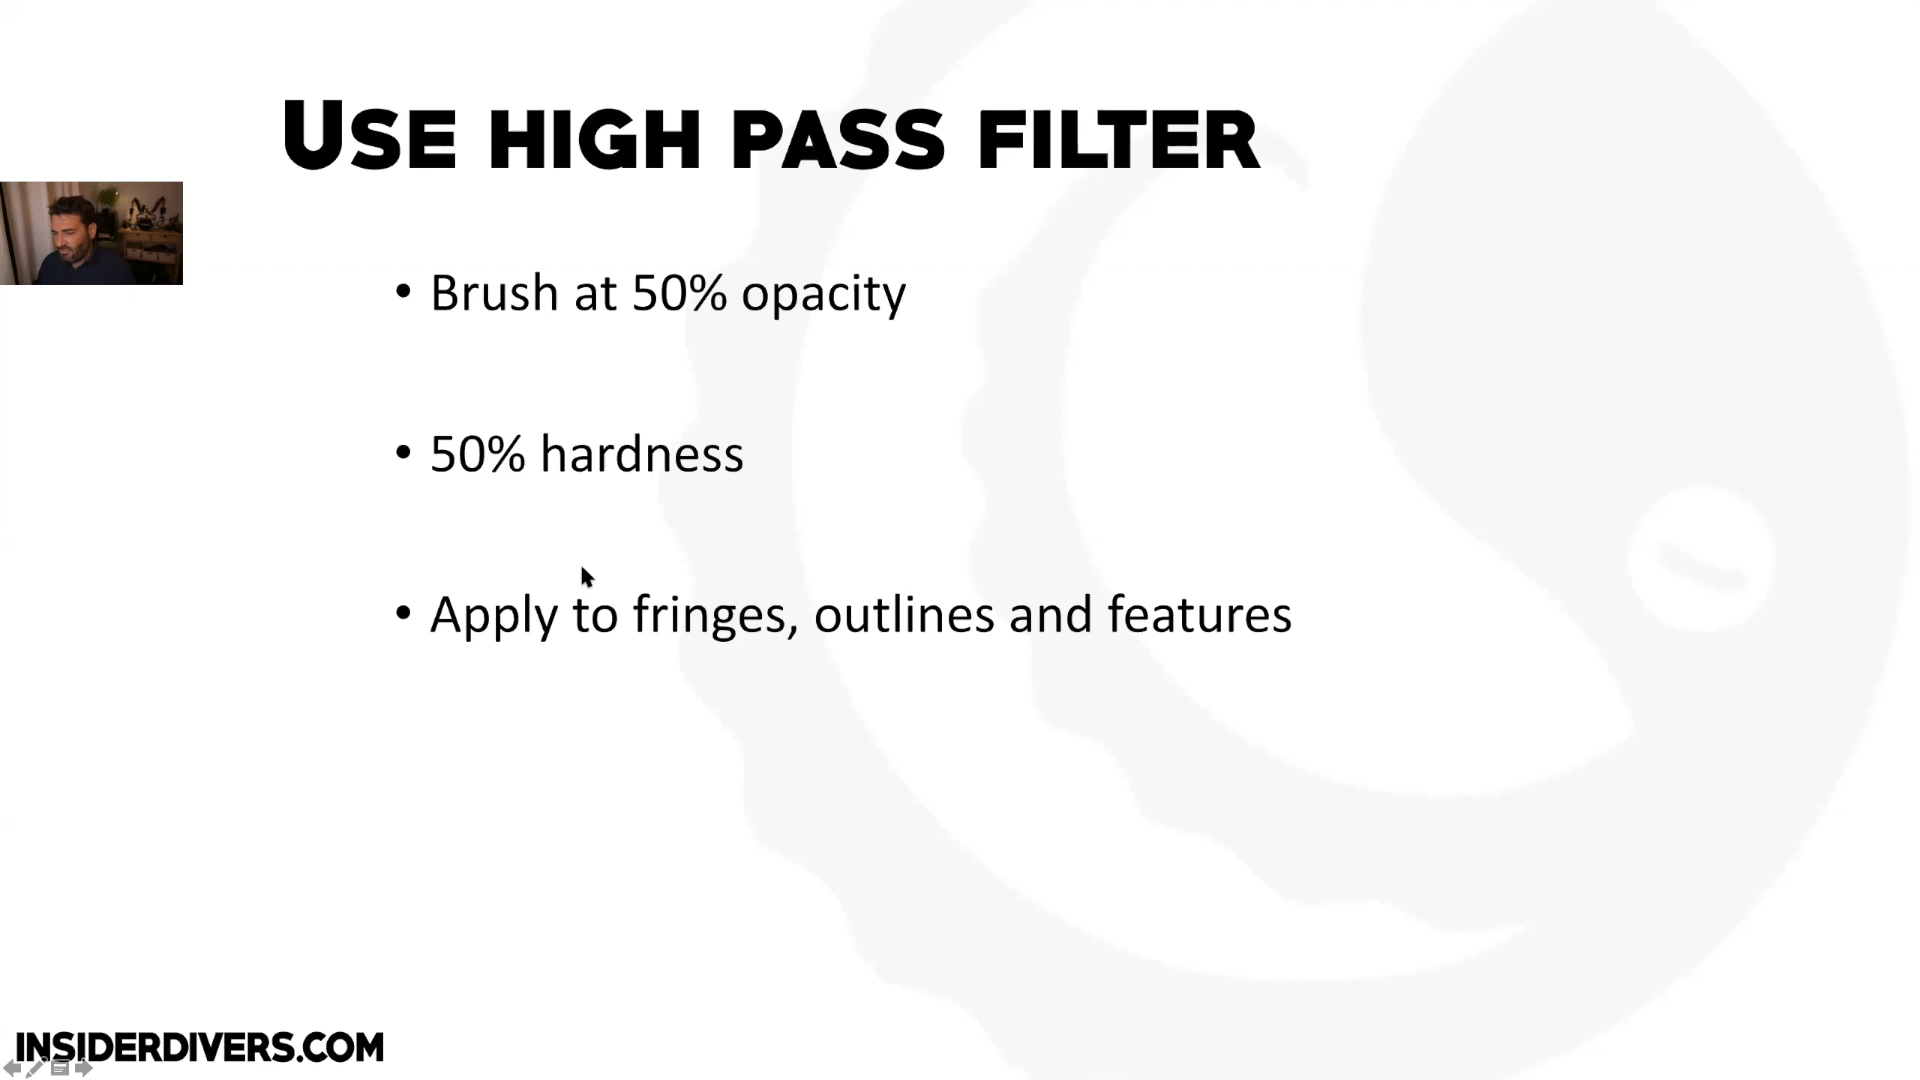 USE HIGH PASS FILTER
• Brush at 50% opacity
• 50% hardness
• Apply to fringes, outlines and features
INSIDERDIVERS.COM